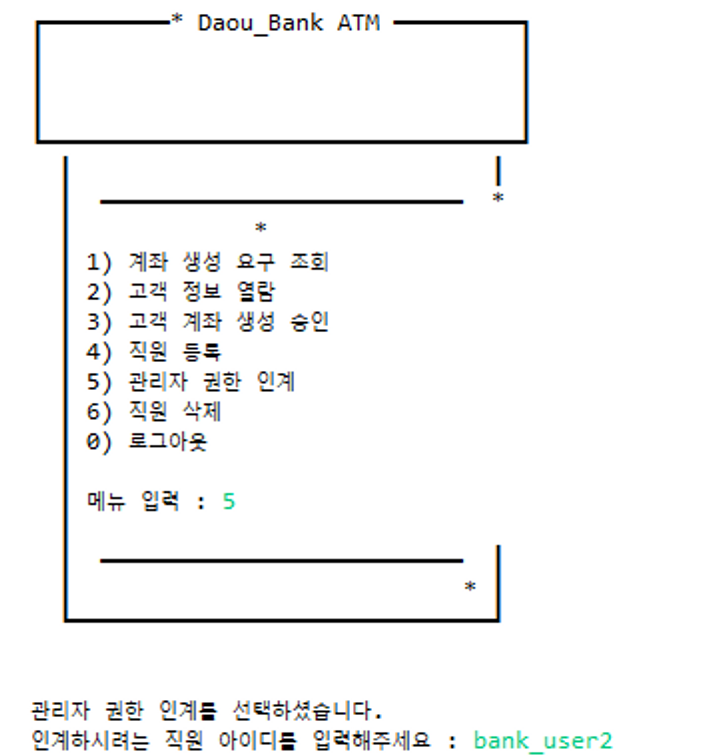 * Daou_Bank ATM
*
*
1) 계좌 생성 요구 조회
2) 고객 정보 열람
3) 고객 계좌 생성 승인
4) 직원 등록
5) 관리자 권한 인계
6) 직원 삭제
0) 로그아웃
메뉴 입력 : 5
*
관리자 권한 인계를 선택하셨습니다.
인계하시려는 직원 아이디를 입력해주세요 : bank_user2